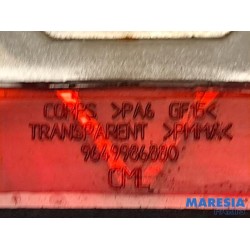 CORPS >PA6 GF15<
TRANSPARENT >PMMA<
9649986880
CML
MARESIA